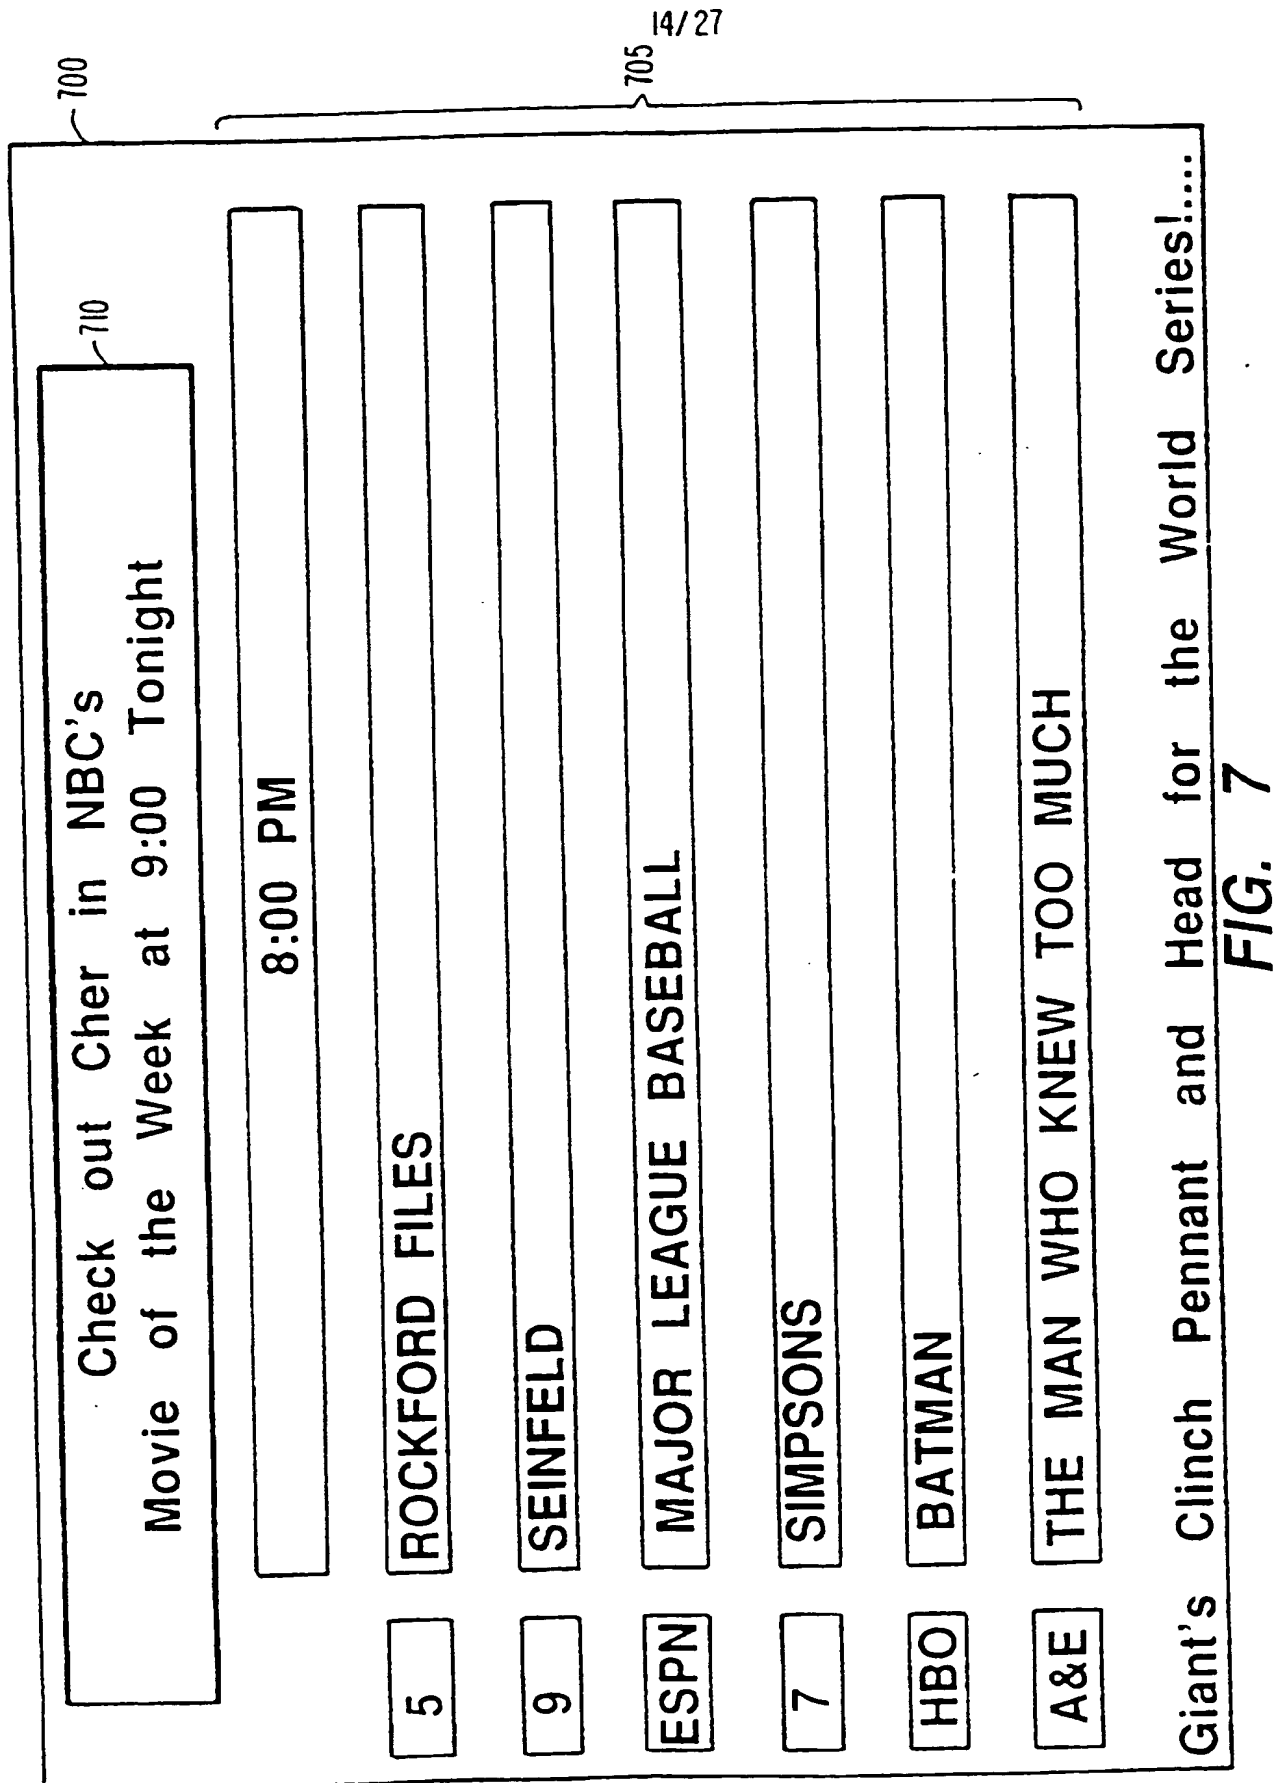 14/27
700
710
Check out Cher in NBC's
Movie of the Week at 9:00 Tonight
705
8:00 PM
5 ROCKFORD FILES
9 SEINFELD
ESPN MAJOR LEAGUE BASEBALL
7 SIMPSONS
HBO BATMAN
A&E THE MAN WHO KNEW TOO MUCH
Giant's Clinch Pennant and Head for the World Series!....
FIG. 7